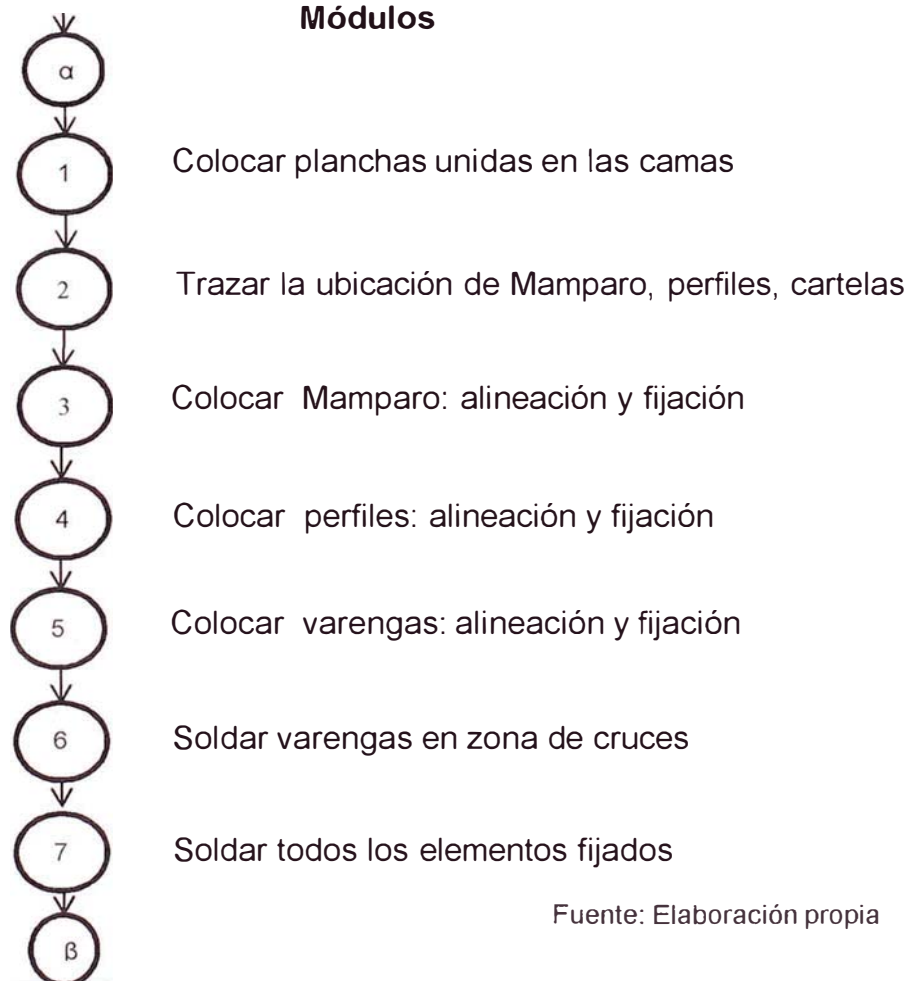 Módulos
α
1 Colocar planchas unidas en las camas
2 Trazar la ubicación de Mamparo, perfiles, cartelas
3 Colocar Mamparo: alineación y fijación
4 Colocar perfiles: alineación y fijación
5 Colocar varengas: alineación y fijación
6 Soldar varengas en zona de cruces
7 Soldar todos los elementos fijados
Fuente: Elaboración propia
β